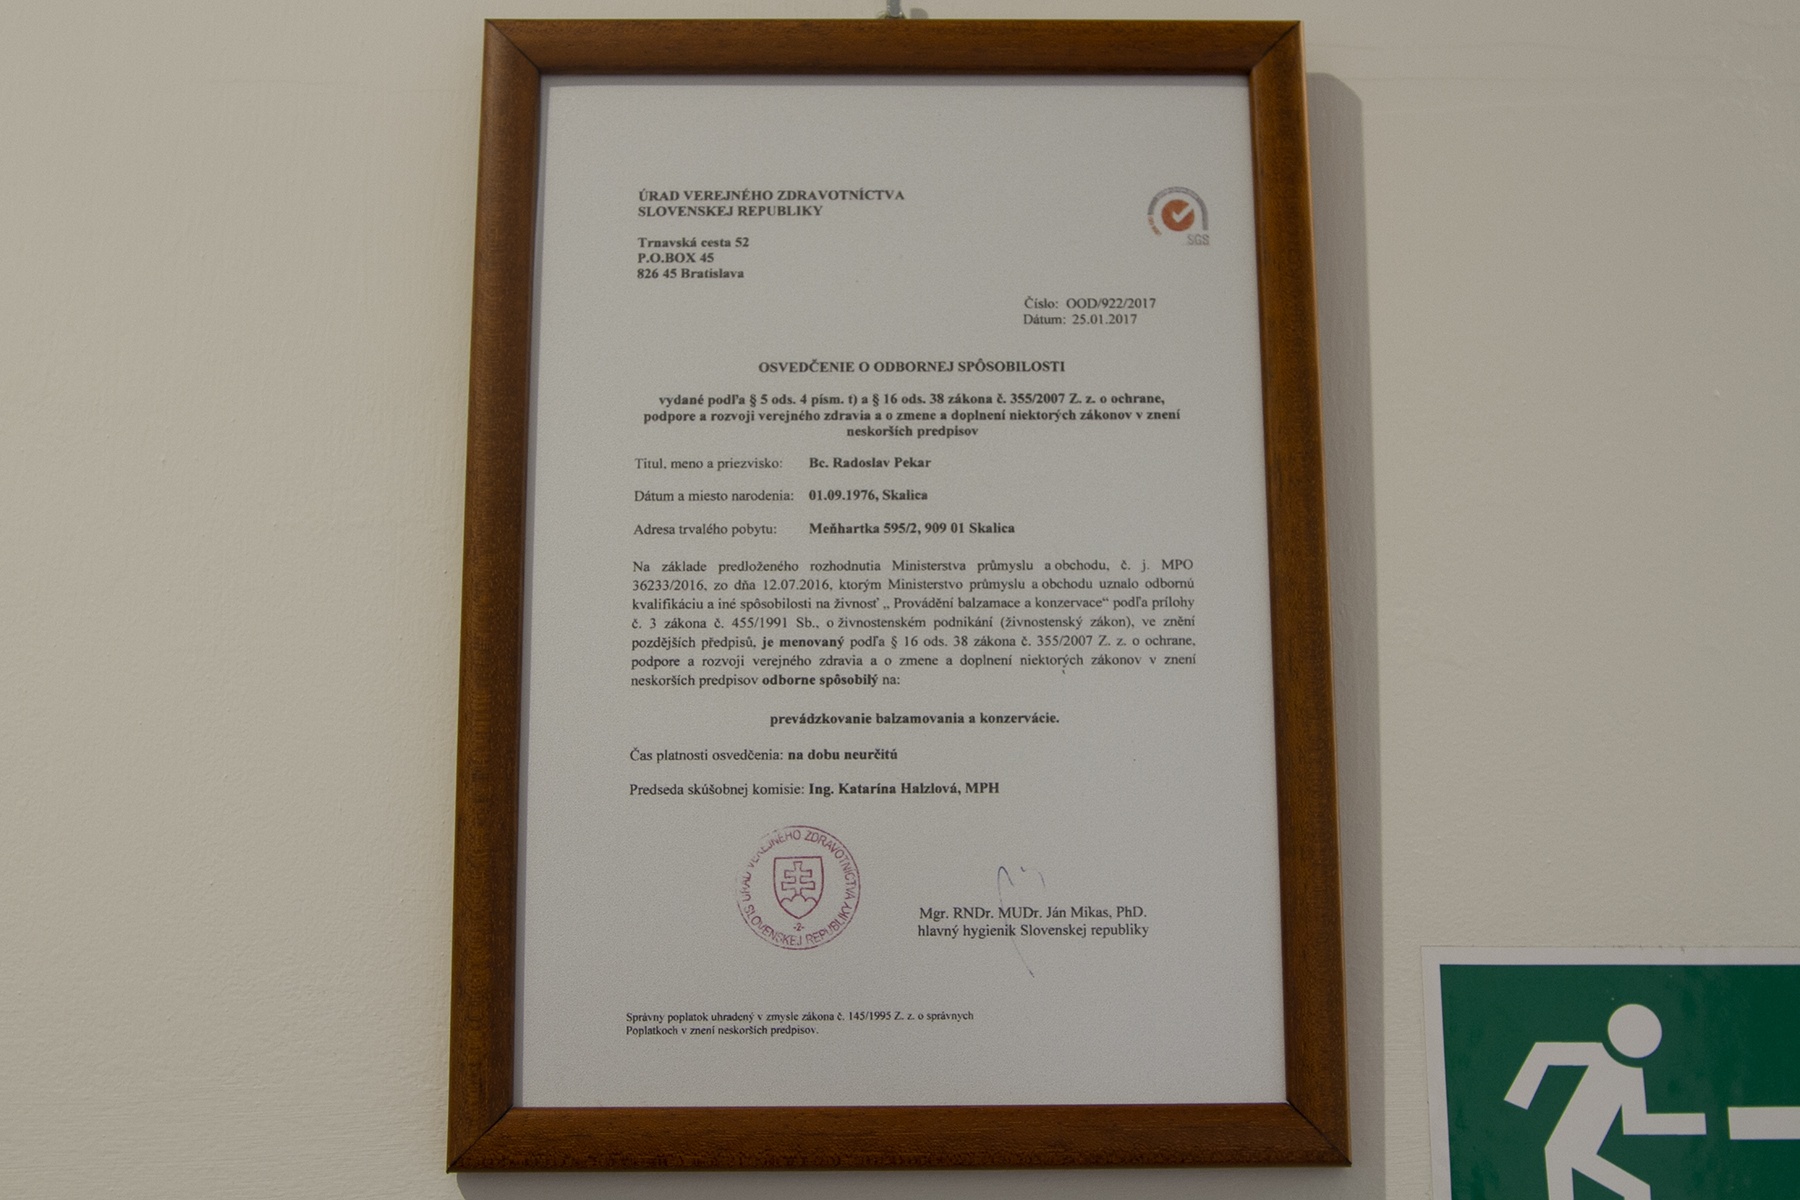 ÚRAD VEREJNÉHO ZDRAVOTNÍCTVA
SLOVENSKEJ REPUBLIKY
Trnavská cesta 52
P.O.BOX 45
826 45 Bratislava
SGS
Číslo: OOD/922/2017
Dátum: 25.01.2017
OSVEDČENIE O ODBORNEJ SPÔSOBILOSTI
vydané podľa § 5 ods. 4 písm. t) a § 16 ods. 38 zákona č. 355/2007 Z. z. o ochrane,
podpore a rozvoji verejného zdravia a o zmene a doplnení niektorých zákonov v znení
neskorších predpisov
Titul, meno a priezvisko: Bc. Radoslav Pekar
Dátum a miesto narodenia: 01.09.1976, Skalica
Adresa trvalého pobytu: Meňhartka 595/2, 909 01 Skalica
Na základe predloženého rozhodnutia Ministerstva průmyslu a obchodu, č. j. MPO
36233/2016, zo dňa 12.07.2016, ktorým Ministerstvo průmyslu a obchodu uznalo odbornú
kvalifikáciu a iné spôsobilosti na živnosť „ Provádění balzamace a konzervace“ podľa prílohy
č. 3 zákona č. 455/1991 Sb., o živnostenském podnikání (živnostenský zákon), ve znění
pozdějších předpisů, je menovaný podľa § 16 ods. 38 zákona č. 355/2007 Z. z. o ochrane,
podpore a rozvoji verejného zdravia a o zmene a doplnení niektorých zákonov v znení
neskorších predpisov odborne spôsobilý na:
prevádzkovanie balzamovania a konzervácie.
Čas platnosti osvedčenia: na dobu neurčitú
Predseda skúšobnej komisie: Ing. Katarína Halzlová, MPH
ÚRAD VEREJNÉHO ZDRAVOTNÍCTVA
SLOVENSKEJ REPUBLIKY
-2-
Mgr. RNDr. MUDr. Ján Mikas, PhD.
hlavný hygienik Slovenskej republiky
Správny poplatok uhradený v zmysle zákona č. 145/1995 Z. z. o správnych
Poplatkoch v znení neskorších predpisov.